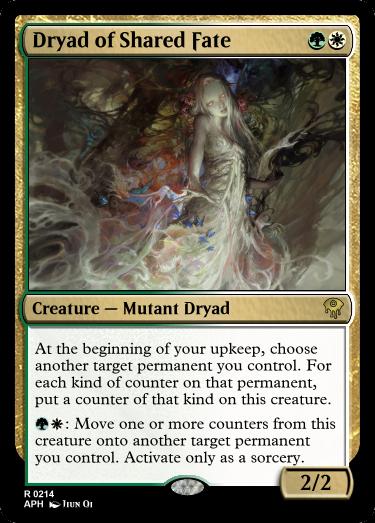 Dryad of Shared Fate
Creature — Mutant Dryad
At the beginning of your upkeep, choose
another target permanent you control. For
each kind of counter on that permanent,
put a counter of that kind on this creature.
: Move one or more counters from this
creature onto another target permanent
you control. Activate only as a sorcery.
2/2
R 0214
APH Jiun Oi